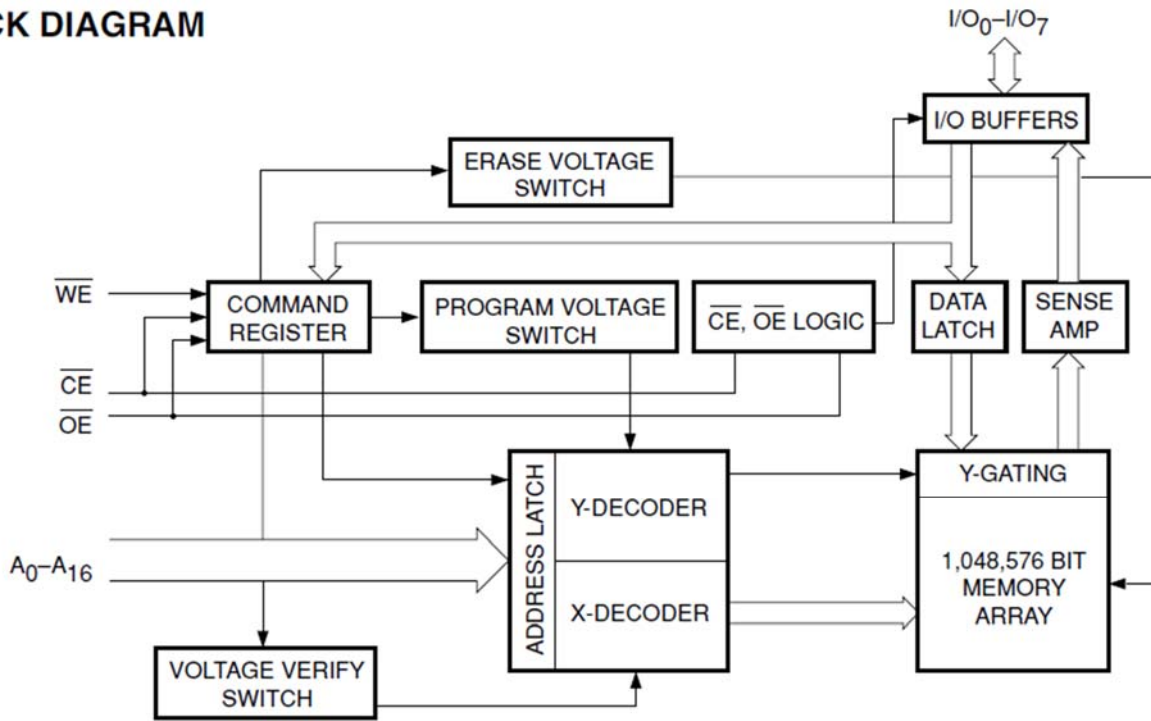 CK DIAGRAM
I/O0–I/O7
I/O BUFFERS
ERASE VOLTAGE
SWITCH
WE
COMMAND
REGISTER
PROGRAM VOLTAGE
SWITCH
CE, OE LOGIC
DATA
LATCH
SENSE
AMP
CE
OE
ADDRESS LATCH
Y-DECODER
Y-GATING
A0–A16
X-DECODER
1,048,576 BIT
MEMORY
ARRAY
VOLTAGE VERIFY
SWITCH